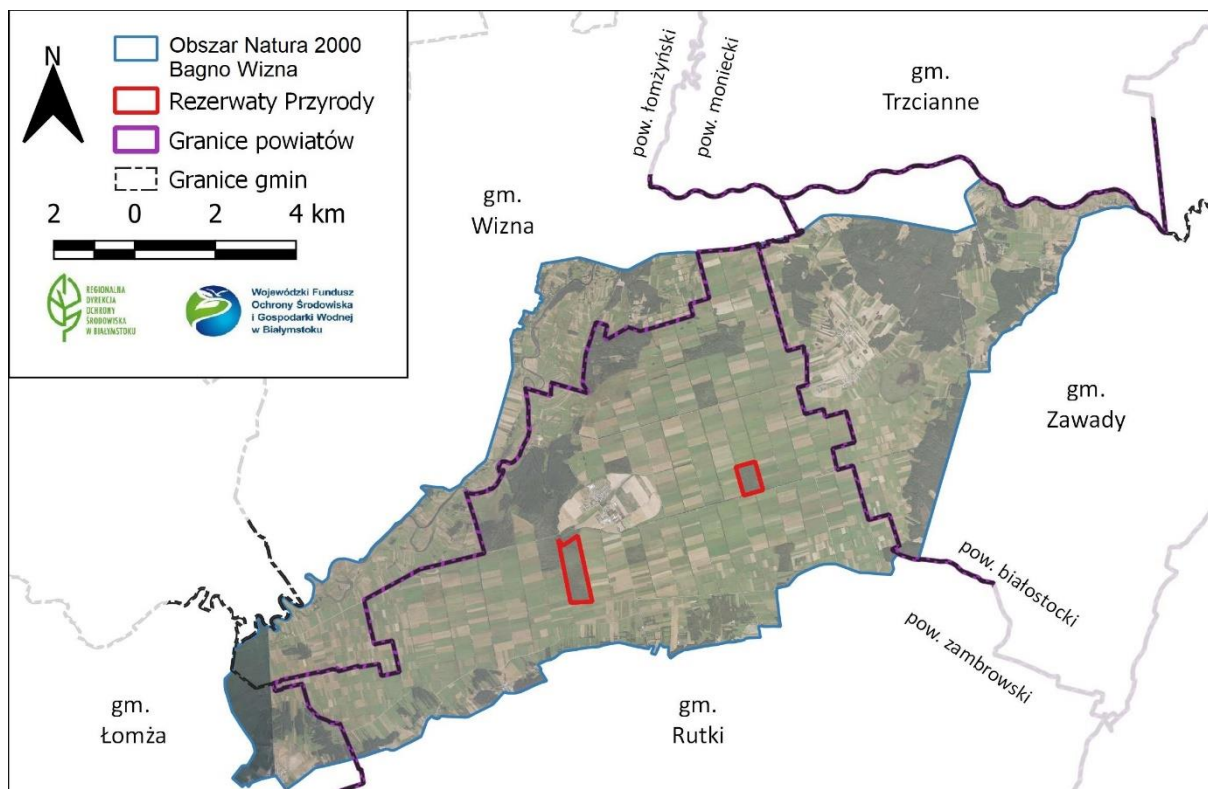 N
Obszar Natura 2000
Bagno Wizna
Rezerwaty Przyrody
Granice powiatów
Granice gmin
2 0 2 4 km
REGIONALNA
DYREKCJA
OCHRONY
ŚRODOWISKA
W BIAŁYMSTOKU
Wojewódzki Fundusz
Ochrony Środowiska
i Gospodarki Wodnej
w Białymstoku
pow. łomżyński
pow. moniecki
gm.
Trzcianne
gm.
Wizna
gm.
Zawady
pow. białostocki
pow. zambrowski
gm.
Łomża
gm.
Rutki